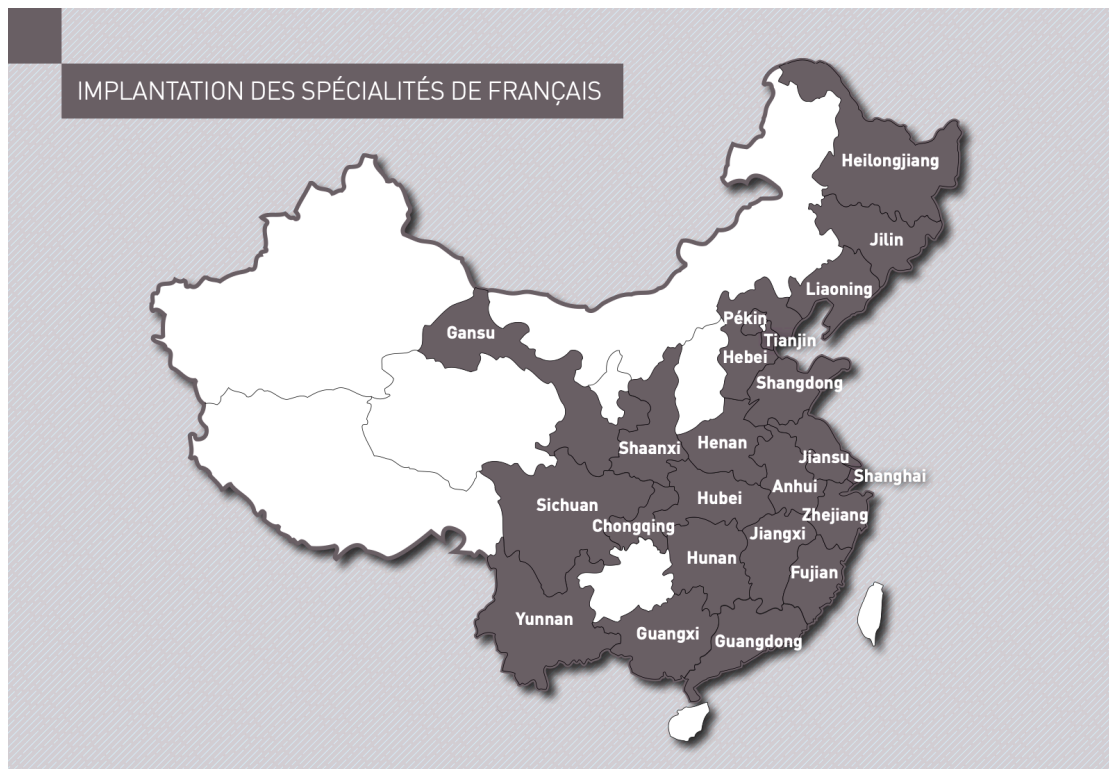 IMPLANTATION DES SPÉCIALITÉS DE FRANÇAIS
Heilongjiang
Jilin
Liaoning
Pékin
Gansu
Tianjin
Hebei
Shangdong
Henan
Shaanxi
Jiansu
Shanghai
Anhui
Hubei
Sichuan
Zhejiang
Chongqing
Jiangxi
Hunan
Fujian
Yunnan
Guangxi
Guangdong